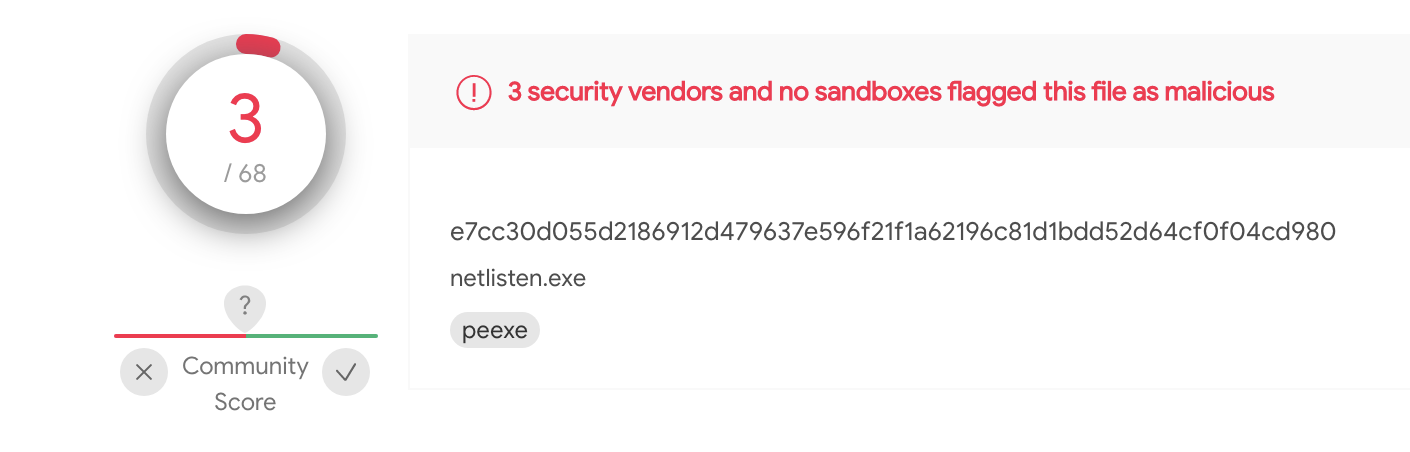 3
/ 68
?
Community
Score
3 security vendors and no sandboxes flagged this file as malicious
e7cc30d055d2186912d479637e596f21f1a62196c81d1bdd52d64cf0f04cd980
netlisten.exe
peexe